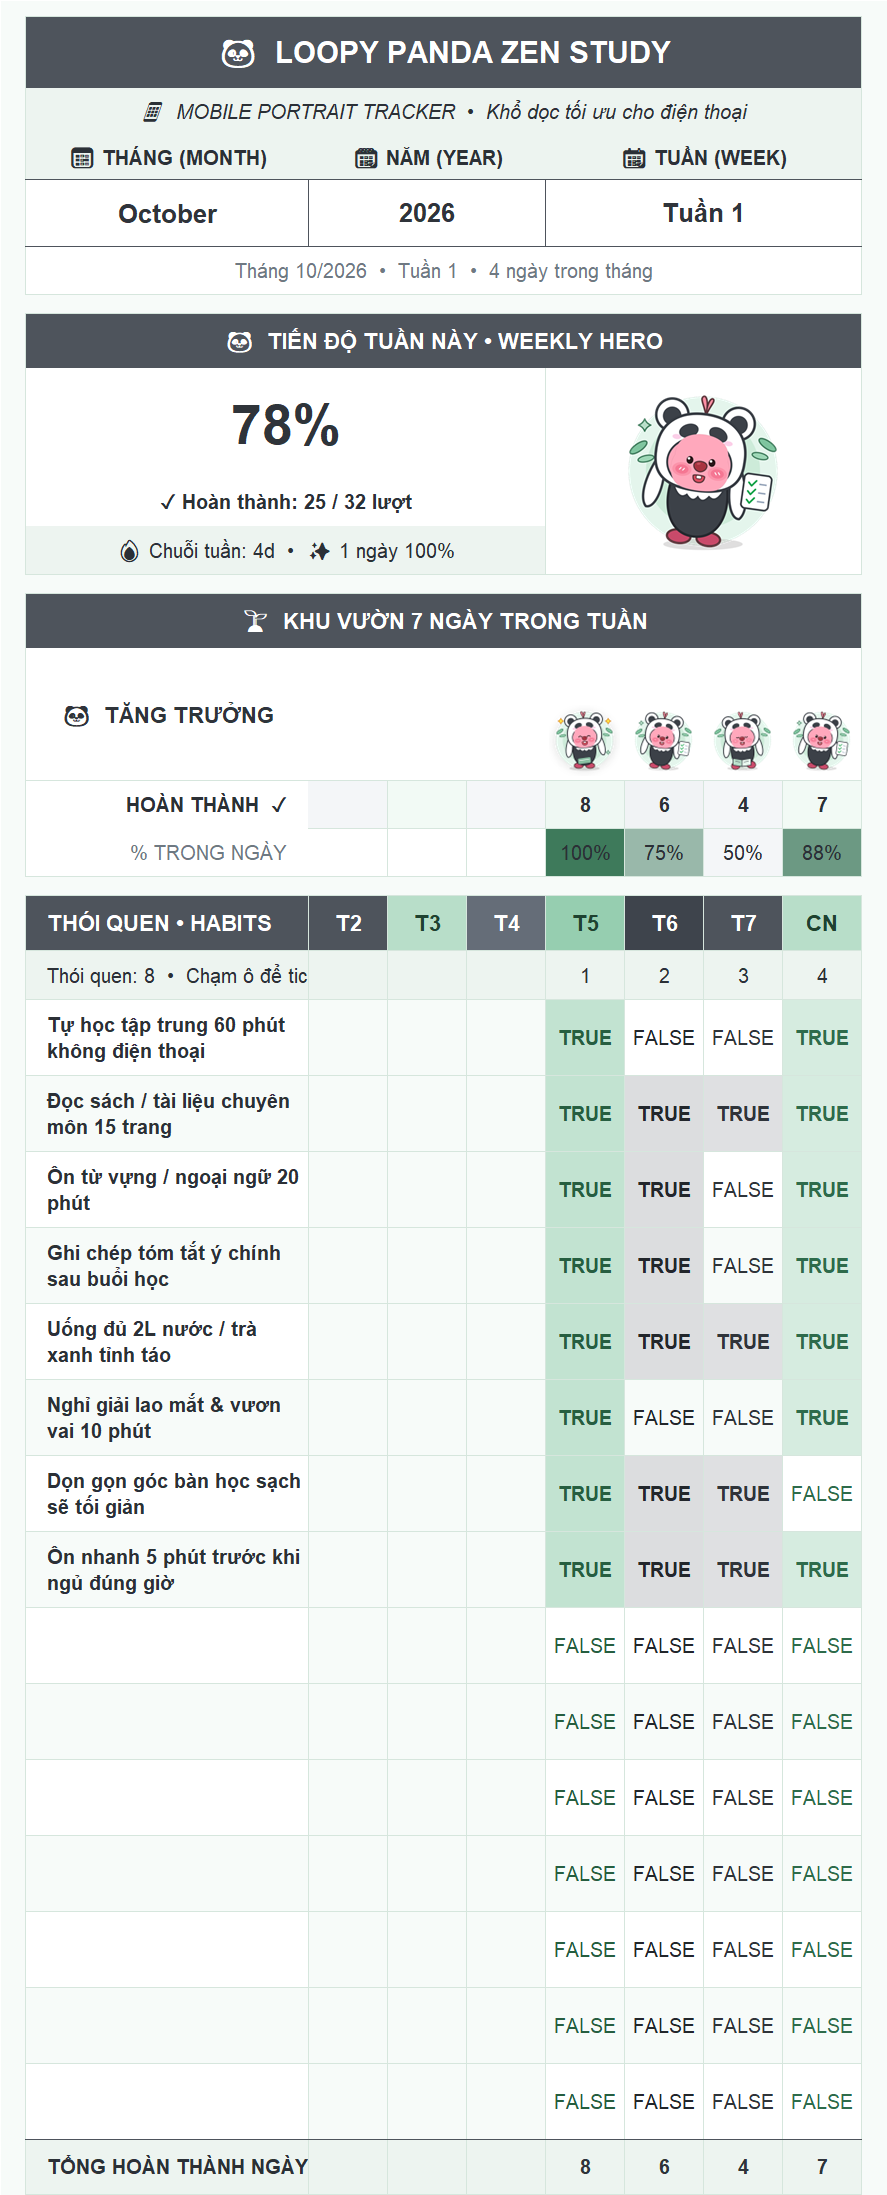 LOOPY PANDA ZEN STUDY
MOBILE PORTRAIT TRACKER • Khổ dọc tối ưu cho điện thoại
THÁNG (MONTH) NĂM (YEAR) TUẦN (WEEK)
October 2026 Tuần 1
Tháng 10/2026 • Tuần 1 • 4 ngày trong tháng
TIẾN ĐỘ TUẦN NÀY • WEEKLY HERO
78%
✓ Hoàn thành: 25 / 32 lượt
Chuỗi tuần: 4d • 1 ngày 100%
KHU VƯỜN 7 NGÀY TRONG TUẦN
TĂNG TRƯỞNG
HOÀN THÀNH ✓ 8 6 4 7
% TRONG NGÀY 100% 75% 50% 88%
THÓI QUEN • HABITS T2 T3 T4 T5 T6 T7 CN
Thói quen: 8 • Chạm ô để tic 1 2 3 4
Tự học tập trung 60 phút
không điện thoại TRUE FALSE FALSE TRUE
Đọc sách / tài liệu chuyên
môn 15 trang TRUE TRUE TRUE TRUE
Ôn từ vựng / ngoại ngữ 20
phút TRUE TRUE FALSE TRUE
Ghi chép tóm tắt ý chính
sau buổi học TRUE TRUE FALSE TRUE
Uống đủ 2L nước / trà
xanh tỉnh táo TRUE TRUE TRUE TRUE
Nghỉ giải lao mắt & vươn
vai 10 phút TRUE FALSE FALSE TRUE
Dọn gọn góc bàn học sạch
sẽ tối giản TRUE TRUE TRUE FALSE
Ôn nhanh 5 phút trước khi
ngủ đúng giờ TRUE TRUE TRUE TRUE
FALSE FALSE FALSE FALSE
FALSE FALSE FALSE FALSE
FALSE FALSE FALSE FALSE
FALSE FALSE FALSE FALSE
FALSE FALSE FALSE FALSE
FALSE FALSE FALSE FALSE
FALSE FALSE FALSE FALSE
TỔNG HOÀN THÀNH NGÀY 8 6 4 7